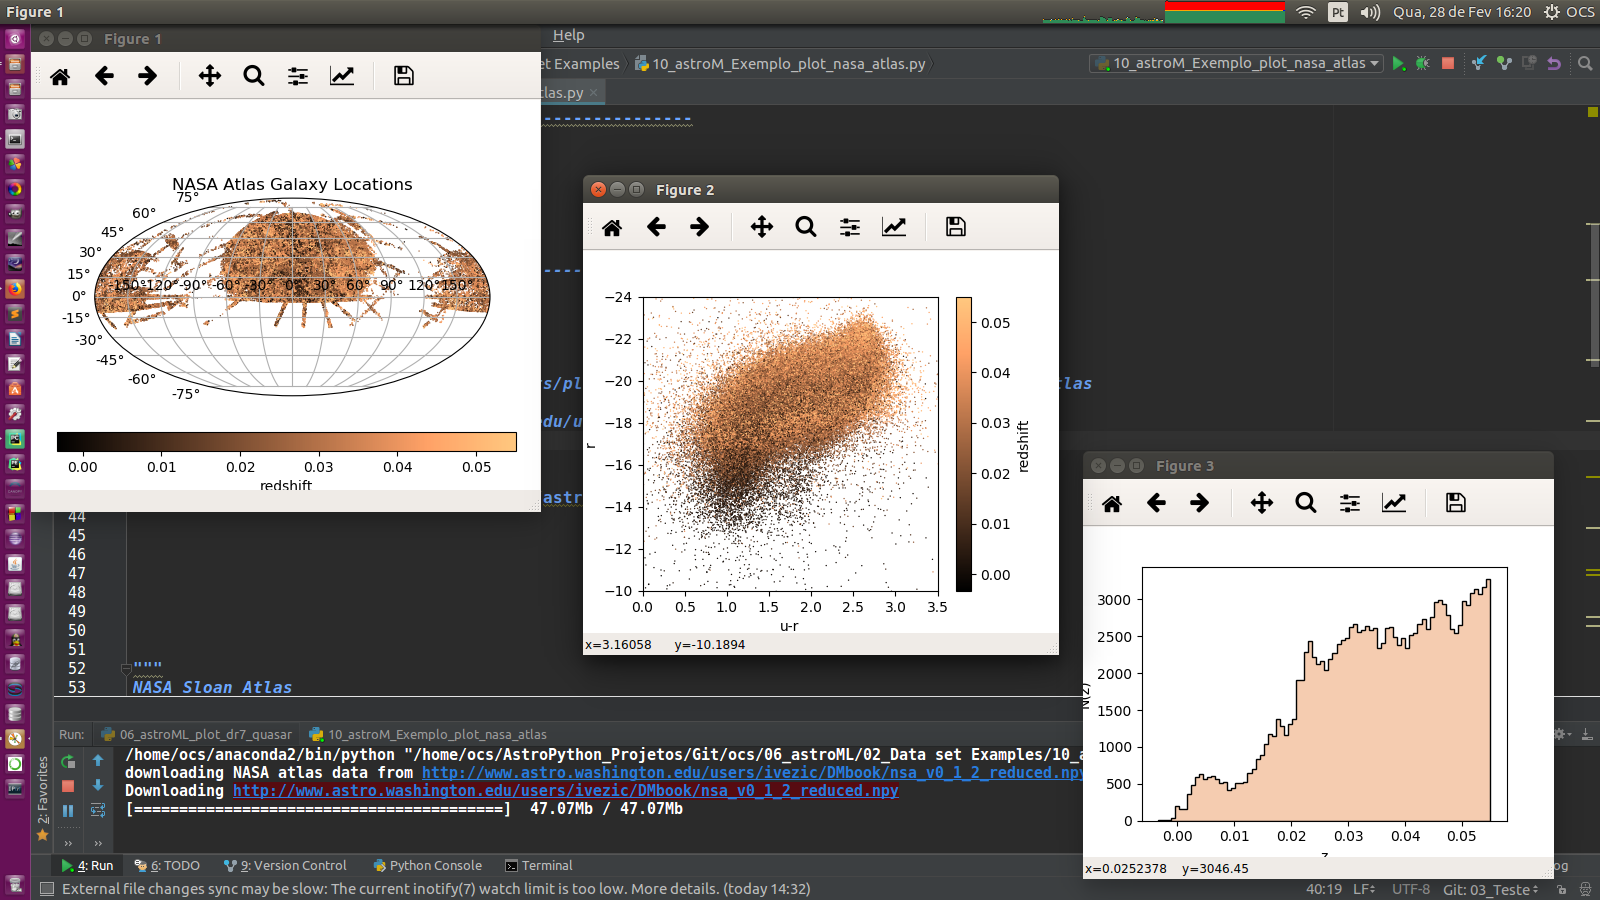 Figure 1
Pt
Qua, 28 de Fev 16:20
OCS
Figure 1
Help
et Examples
10_astroM_Exemplo_plot_nasa_atlas.py
10_astroM_Exemplo_plot_nasa_atlas
tlas.py
NASA Atlas Galaxy Locations
75°
60°
45°
30°
15°
0°
-15°
-30°
-45°
-60°
-75°
-150° -120° -90° -60° -30° 0° 30° 60° 90° 120° 150°
0.00 0.01 0.02 0.03 0.04 0.05
redshift
Figure 2
−24
−22
−20
−18
−16
−14
−12
−10
r
0.0 0.5 1.0 1.5 2.0 2.5 3.0 3.5
u-r
0.05
0.04
0.03
0.02
0.01
0.00
redshift
x=3.16058 y=-10.1894
s/pl
tlas
edu/u
astr
Figure 3
3000
2500
2000
1500
1000
500
0
N(z)
0.00 0.01 0.02 0.03 0.04 0.05
z
x=0.0252378 y=3046.45
44
45
46
47
48
49
50
51
52 """
53 NASA Sloan Atlas
Run: 06_astroML_plot_dr7_quasar 10_astroM_Exemplo_plot_nasa_atlas
/home/ocs/anaconda2/bin/python "/home/ocs/AstroPython_Projetos/Git/ocs/06_astroML/02_Data set Examples/10_a
downloading NASA atlas data from http://www.astro.washington.edu/users/ivezic/DMbook/nsa_v0_1_2_reduced.npy
Downloading http://www.astro.washington.edu/users/ivezic/DMbook/nsa_v0_1_2_reduced.npy
[=========================================] 47.07Mb / 47.07Mb
2: Favorites
4: Run 6: TODO 9: Version Control Python Console Terminal
og
External file changes sync may be slow: The current inotify(7) watch limit is too low. More details. (today 14:32)
40:19 LF UTF-8 Git: 03_Teste